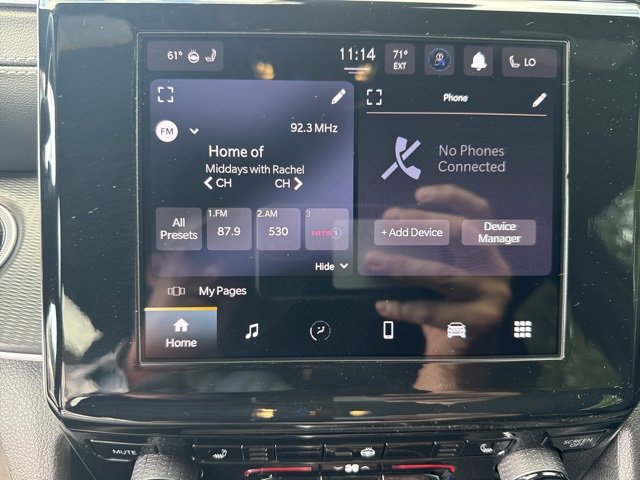 61°
11:14
71°
EXT
LO
FM
92.3 MHz
Home of
Middays with Rachel
CH
CH
All
Presets
1.FM
87.9
2.AM
530
3
HITS1
Hide
My Pages
Phone
No Phones
Connected
+ Add Device
Device
Manager
Home
MUTE
SCREEN